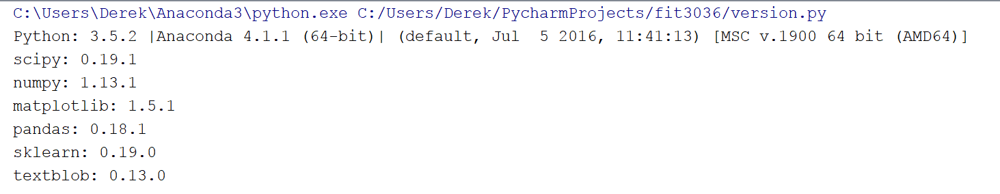 C:\Users\Derek\Anaconda3\python.exe C:/Users/Derek/PycharmProjects/fit3036/version.py
Python: 3.5.2 |Anaconda 4.1.1 (64-bit)| (default, Jul  5 2016, 11:41:13) [MSC v.1900 64 bit (AMD64)]
scipy: 0.19.1
numpy: 1.13.1
matplotlib: 1.5.1
pandas: 0.18.1
sklearn: 0.19.0
textblob: 0.13.0